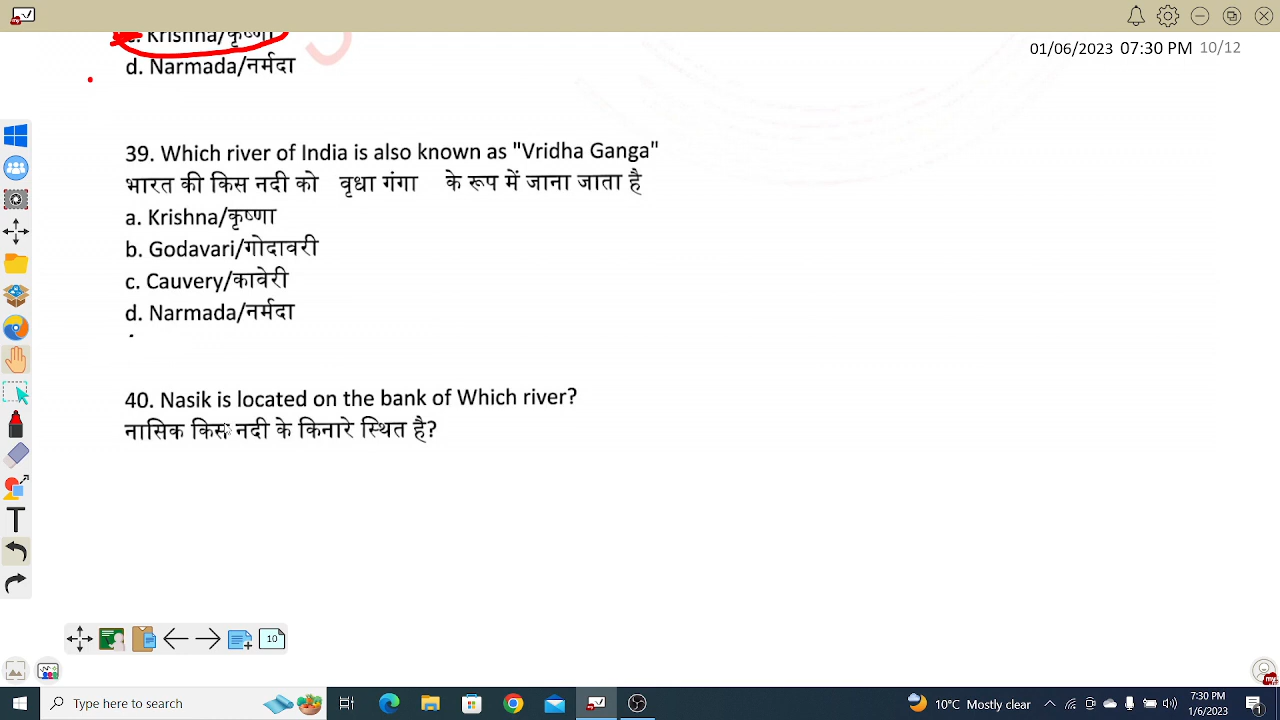 c. Krishna/कृष्णा
d. Narmada/नर्मदा
01/06/2023 07:30 PM 10/12
39. Which river of India is also known as "Vridha Ganga"
भारत की किस नदी को वृधा गंगा के रूप में जाना जाता है
a. Krishna/कृष्णा
b. Godavari/गोदावरी
c. Cauvery/कावेरी
d. Narmada/नर्मदा
40. Nasik is located on the bank of Which river?
नासिक किस नदी के किनारे स्थित है?
10
Type here to search
30°C Mostly clear
7:30 PM
1/6/2023